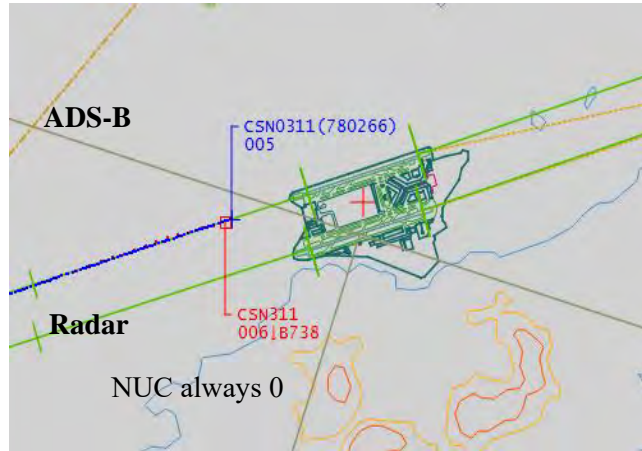 ADS-B
CSN0311(780266)
005
CSN311
006↓B738
Radar
NUC always 0